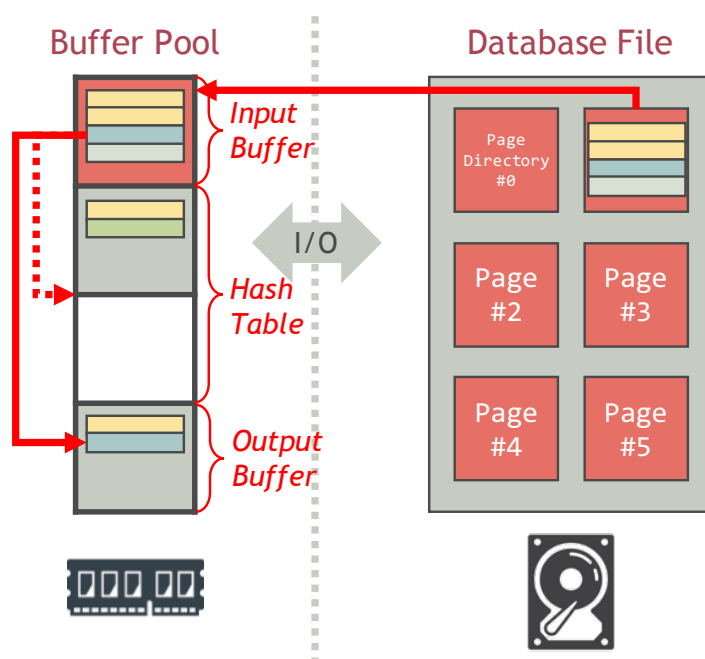 Buffer Pool
Database File
Input
Buffer
Page
Directory
#0
I/O
Hash
Table
Page
#2
Page
#3
Output
Buffer
Page
#4
Page
#5